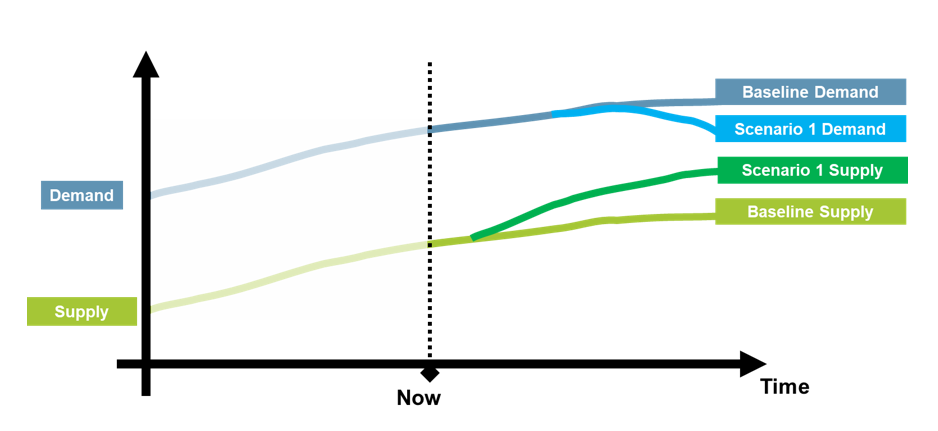 Baseline Demand
Scenario 1 Demand
Scenario 1 Supply
Demand
Baseline Supply
Supply
Time
Now